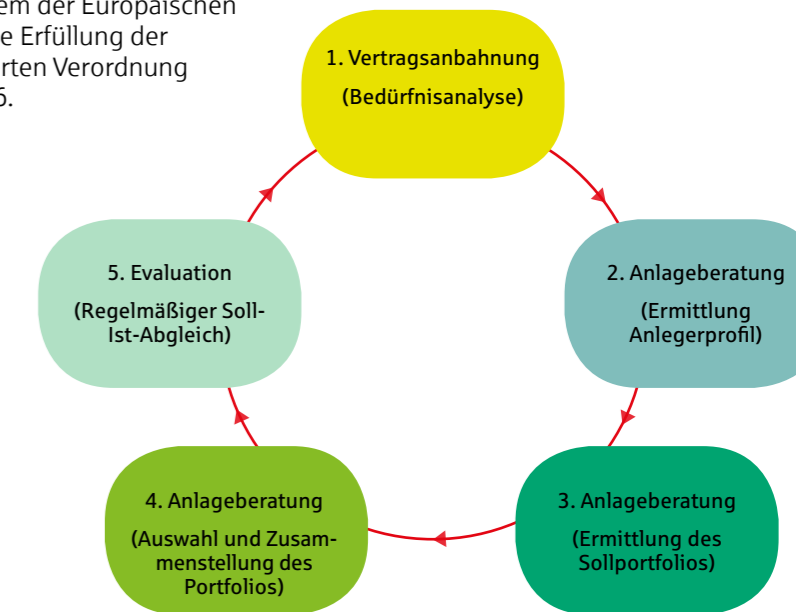 em der Europäischen
e Erfüllung der
rten Verordnung
6.
1. Vertragsanbahnung
(Bedürfnisanalyse)
2. Anlageberatung
(Ermittlung
Anlegerprofil)
3. Anlageberatung
(Ermittlung des
Sollportfolios)
4. Anlageberatung
(Auswahl und Zusam-
menstellung des
Portfolios)
5. Evaluation
(Regelmäßiger Soll-
Ist-Abgleich)